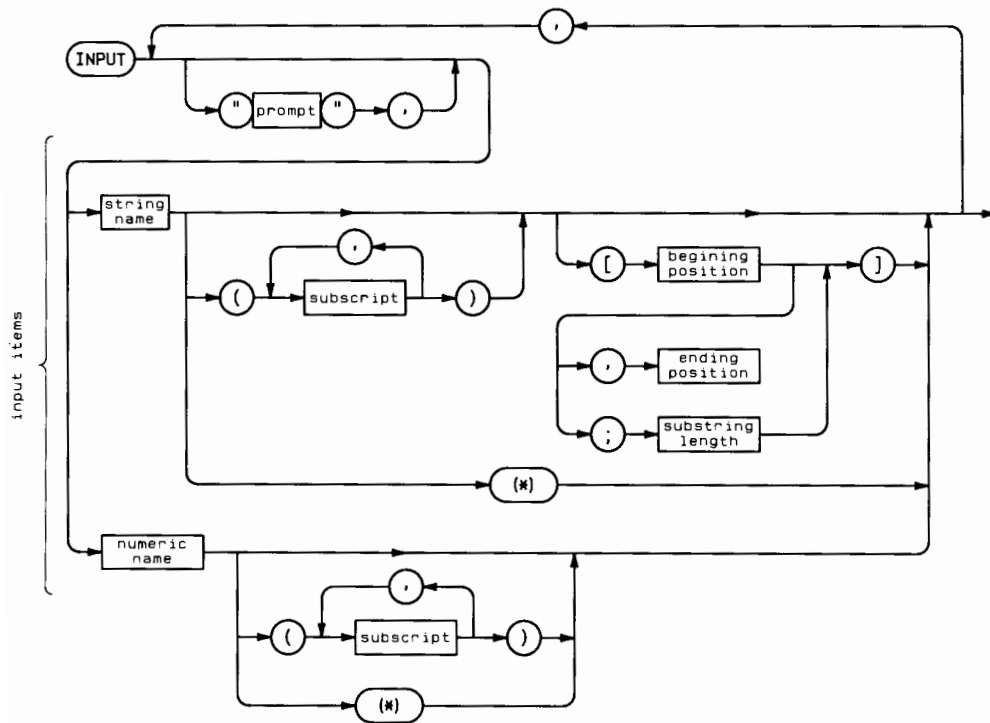 ,
INPUT
" prompt " ,
string
name
,
( subscript )
[ begining
position ]
, ending
position
; substring
length
(*)
input items
numeric
name
,
( subscript )
(*)